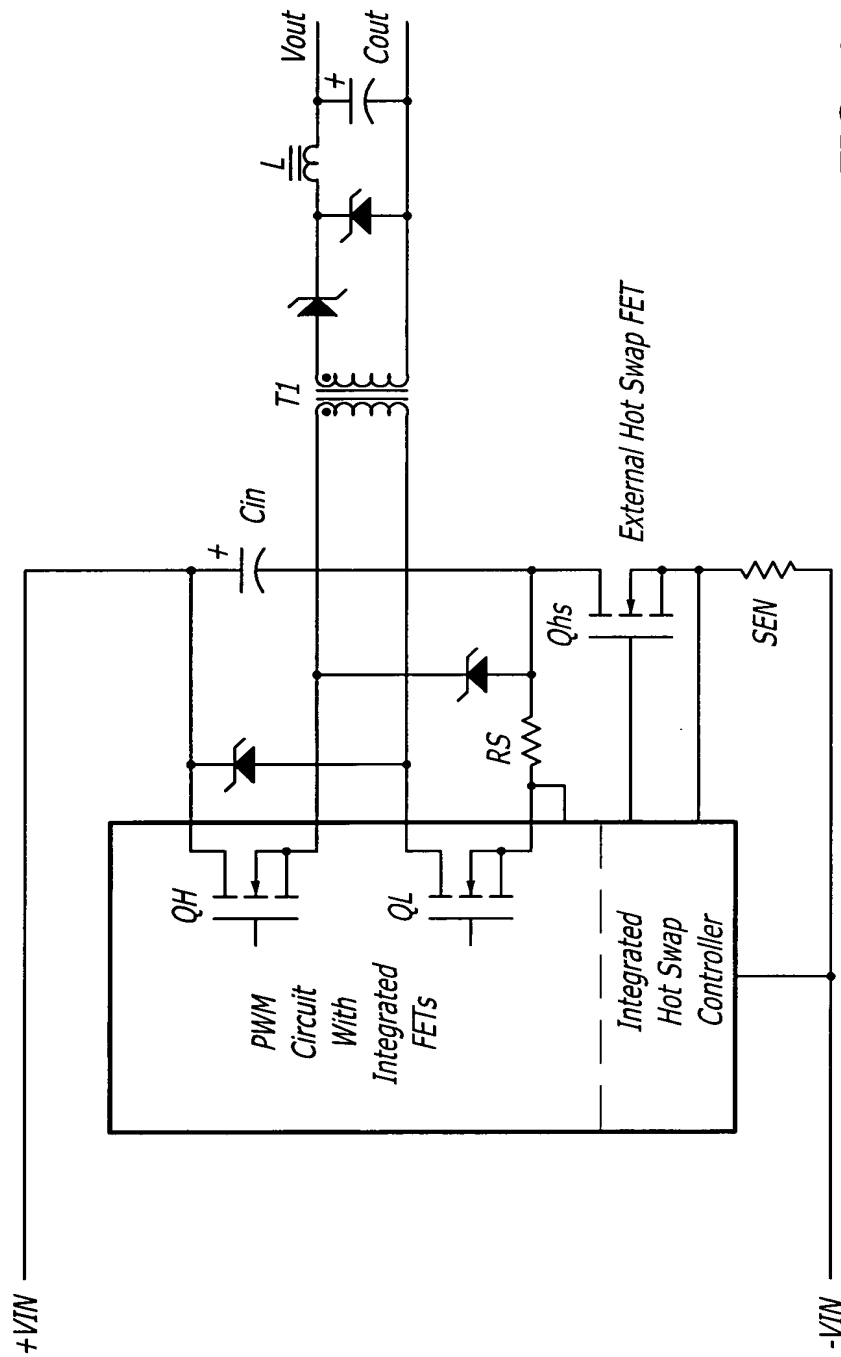 +VIN
-VIN
PWM
Circuit
With
Integrated
FETs
QH
QL
Integrated
Hot Swap
Controller
RS
+
Cin
Qhs
External Hot Swap FET
SEN
T1
L
+
Vout
Cout